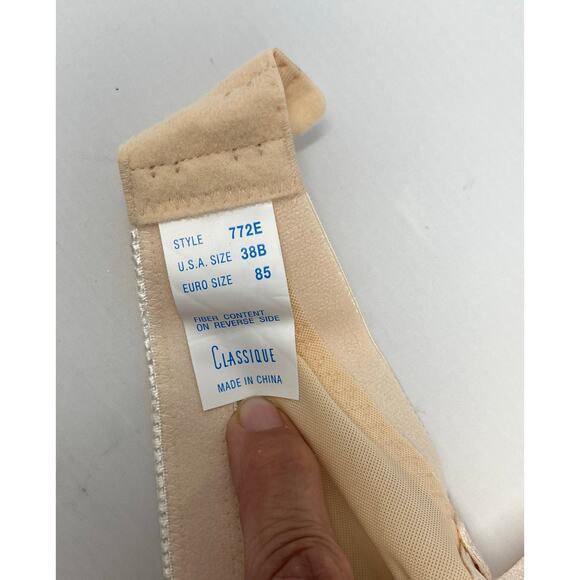 STYLE 772E
U.S.A. SIZE 38B
EURO SIZE 85
FIBER CONTENT
ON REVERSE SIDE
CLASSIQUE
MADE IN CHINA